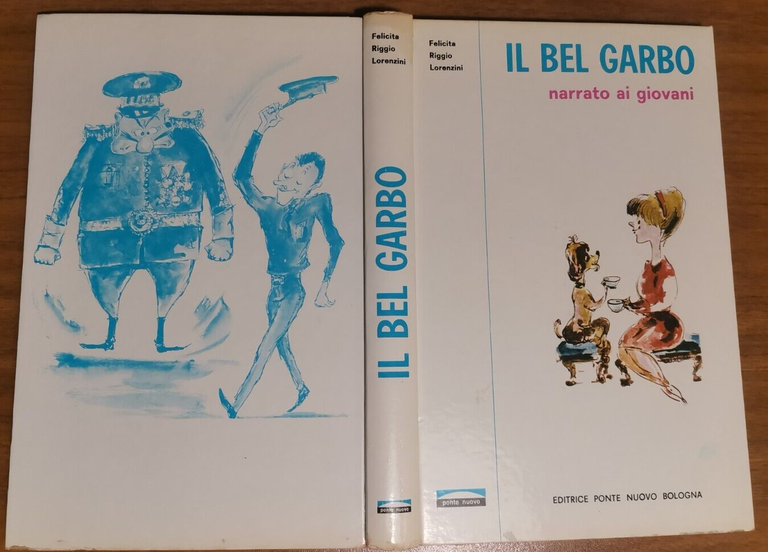 Felicita
Riggio
Lorenzini
IL BEL GARBO
ponte nuovo
Felicita
Riggio
Lorenzini
IL BEL GARBO
narrato ai giovani
ponte nuovo
EDITRICE PONTE NUOVO BOLOGNA